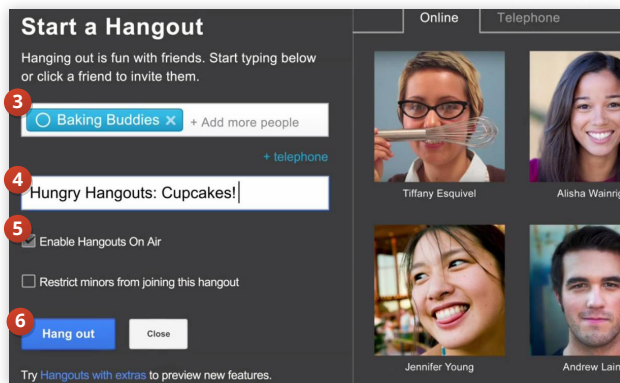 Start a Hangout
Hanging out is fun with friends. Start typing below
or click a friend to invite them.
3
Baking Buddies × + Add more people
+ telephone
4
Hungry Hangouts: Cupcakes!
5
Enable Hangouts On Air
Restrict minors from joining this hangout
6
Hang out Close
Try Hangouts with extras to preview new features.
Online Telephone
Tiffany Esquivel
Alisha
Jennifer Young
Andrew